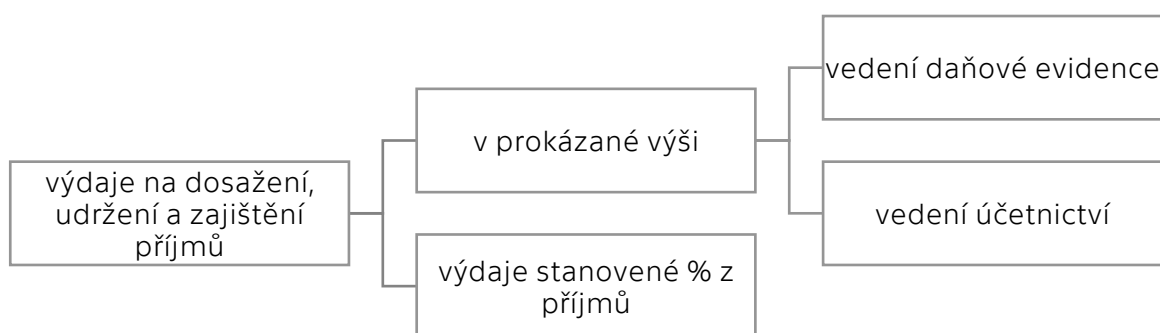 výdaje na dosažení,
udržení a zajištění
příjmů
v prokázané výši
výdaje stanovené % z
příjmů
vedení daňové evidence
vedení účetnictví